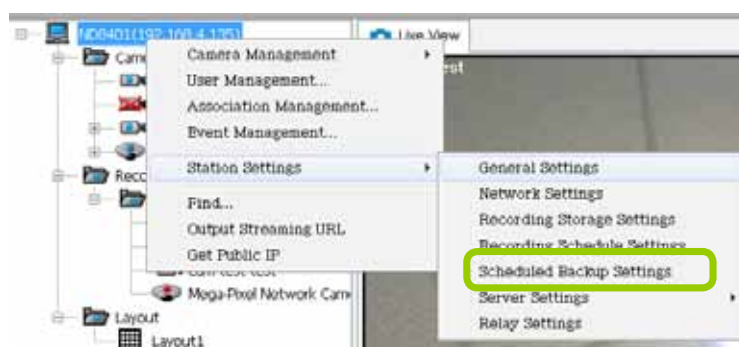 ND8401(192.168.4.135)
Live View
Camera Management
User Management...
Association Management...
Event Management...
Station Settings
General Settings
Network Settings
Find...
Recording Storage Settings
Output Streaming URL
Recording Schedule Settings
Get Public IP
Scheduled Backup Settings
Mega-Pixel Network Cam
Server Settings
Layout
Relay Settings
Layout1